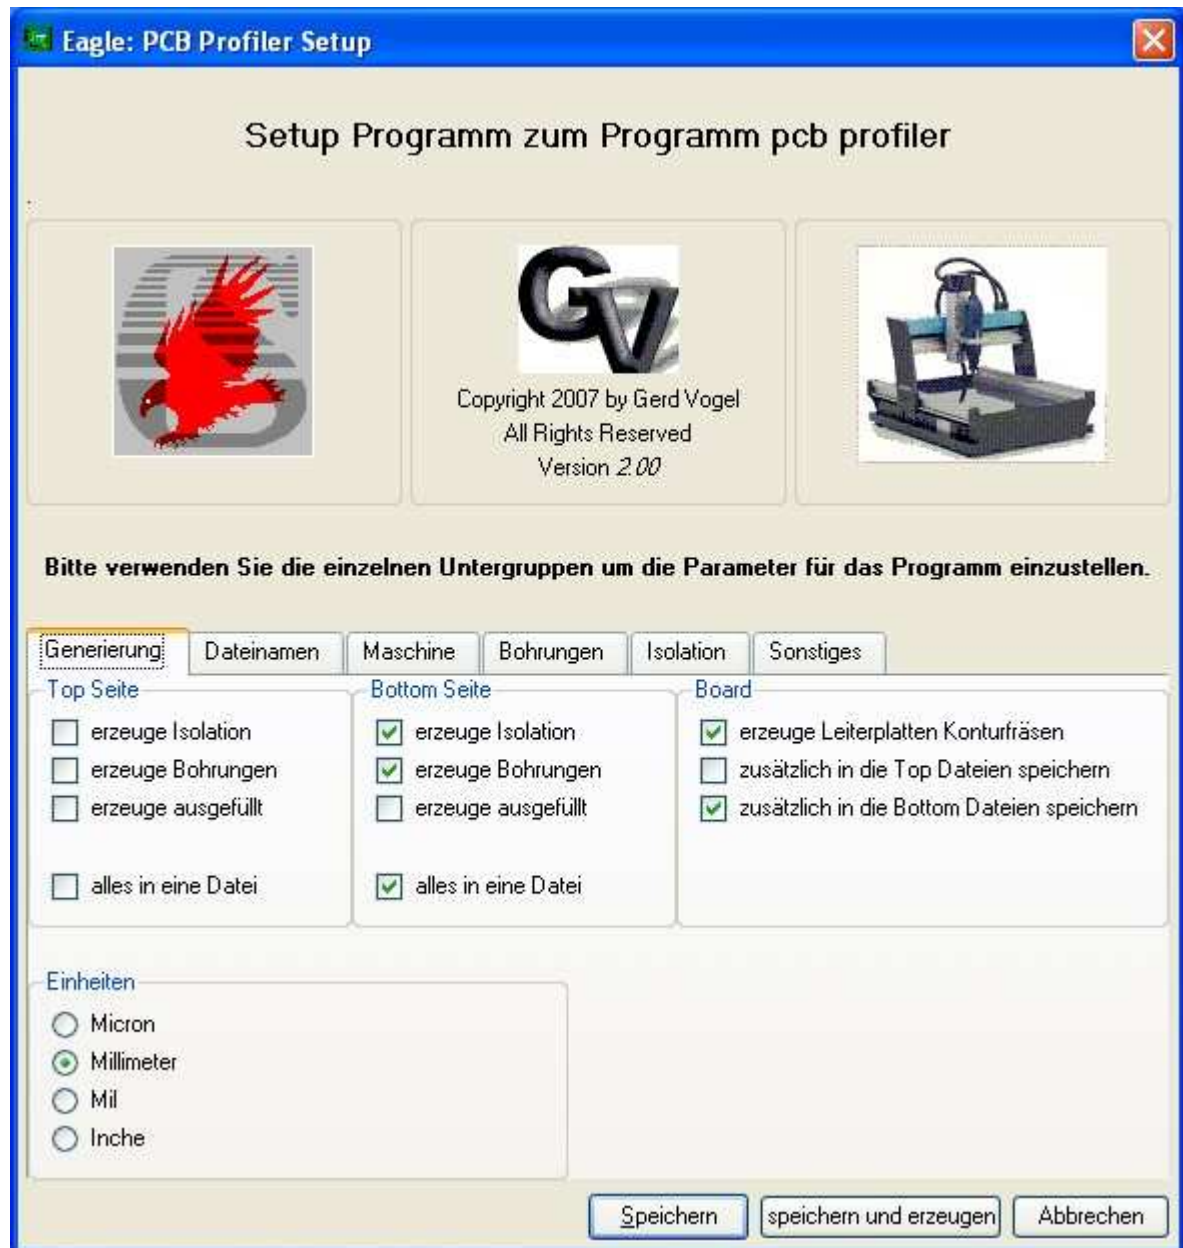 Eagle: PCB Profiler Setup
Setup Programm zum Programm pcb profiler
.
GV
Copyright 2007 by Gerd Vogel
All Rights Reserved
Version 2.00
Bitte verwenden Sie die einzelnen Untergruppen um die Parameter für das Programm einzustellen.
Generierung Dateinamen Maschine Bohrungen Isolation Sonstiges
Top Seite
erzeuge Isolation
erzeuge Bohrungen
erzeuge ausgefüllt
alles in eine Datei
Bottom Seite
erzeuge Isolation
erzeuge Bohrungen
erzeuge ausgefüllt
alles in eine Datei
Board
erzeuge Leiterplatten Konturfräsen
zusätzlich in die Top Dateien speichern
zusätzlich in die Bottom Dateien speichern
Einheiten
Micron
Millimeter
Mil
Inche
Speichern speichern und erzeugen Abbrechen